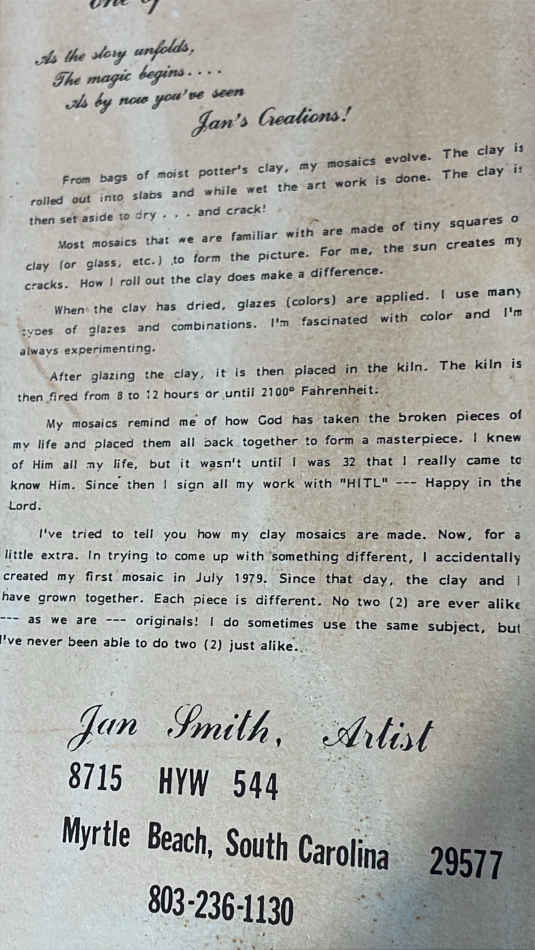 one of
As the story unfolds,
The magic begins....
As by now you've seen
Jan's Creations!
From bags of moist potter's clay, my mosaics evolve. The clay is
rolled out into slabs and while wet the art work is done. The clay is
then set aside to dry . . . and crack!
Most mosaics that we are familiar with are made of tiny squares o
clay (or glass, etc.) to form the picture. For me, the sun creates my
cracks. How I roll out the clay does make a difference.
When the clay has dried, glazes (colors) are applied. I use many
types of glazes and combinations. I'm fascinated with color and I'm
always experimenting.
After glazing the clay, it is then placed in the kiln. The kiln is
then fired from 8 to 12 hours or until 2100° Fahrenheit.
My mosaics remind me of how God has taken the broken pieces of
my life and placed them all back together to form a masterpiece. I knew
of Him all my life, but it wasn't until I was 32 that I really came to
know Him. Since then I sign all my work with "HITL" --- Happy in the
Lord.
I've tried to tell you how my clay mosaics are made. Now, for a
little extra. In trying to come up with something different, I accidentally
created my first mosaic in July 1979. Since that day, the clay and I
have grown together. Each piece is different. No two (2) are ever alike
--- as we are --- originals! I do sometimes use the same subject, but
I've never been able to do two (2) just alike.
Jan Smith, Artist
8715 HYW 544
Myrtle Beach, South Carolina 29577
803-236-1130